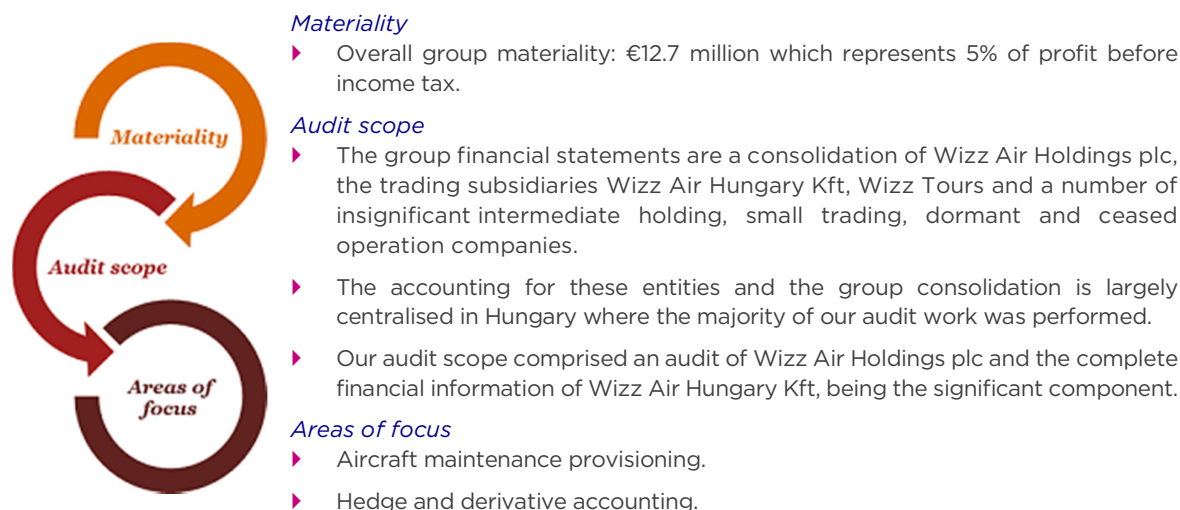 Materiality
Overall group materiality: €12.7 million which represents 5% of profit before
income tax.
Audit scope
The group financial statements are a consolidation of Wizz Air Holdings plc,
the trading subsidiaries Wizz Air Hungary Kft, Wizz Tours and a number of
insignificant intermediate holding, small trading, dormant and ceased
operation companies.
The accounting for these entities and the group consolidation is largely
centralised in Hungary where the majority of our audit work was performed.
Our audit scope comprised an audit of Wizz Air Holdings plc and the complete
financial information of Wizz Air Hungary Kft, being the significant component.
Areas of focus
Aircraft maintenance provisioning.
Hedge and derivative accounting.
Materiality
Audit scope
Areas of
focus